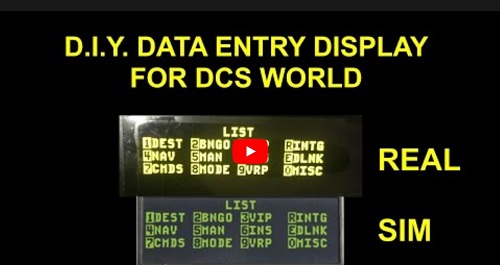 D.I.Y. DATA ENTRY DISPLAY
FOR DCS WORLD
LIST
1DEST 2BNGO RINTG
4NAV 5MAN EDLNK
7CMDS 8MODE 9VRP 0MISC
REAL
LIST
1DEST 2BNGO 3VIP RINTG
4NAV 5MAN 6INS EDLNK
7CMDS 8MODE 9VRP 0MISC
SIM